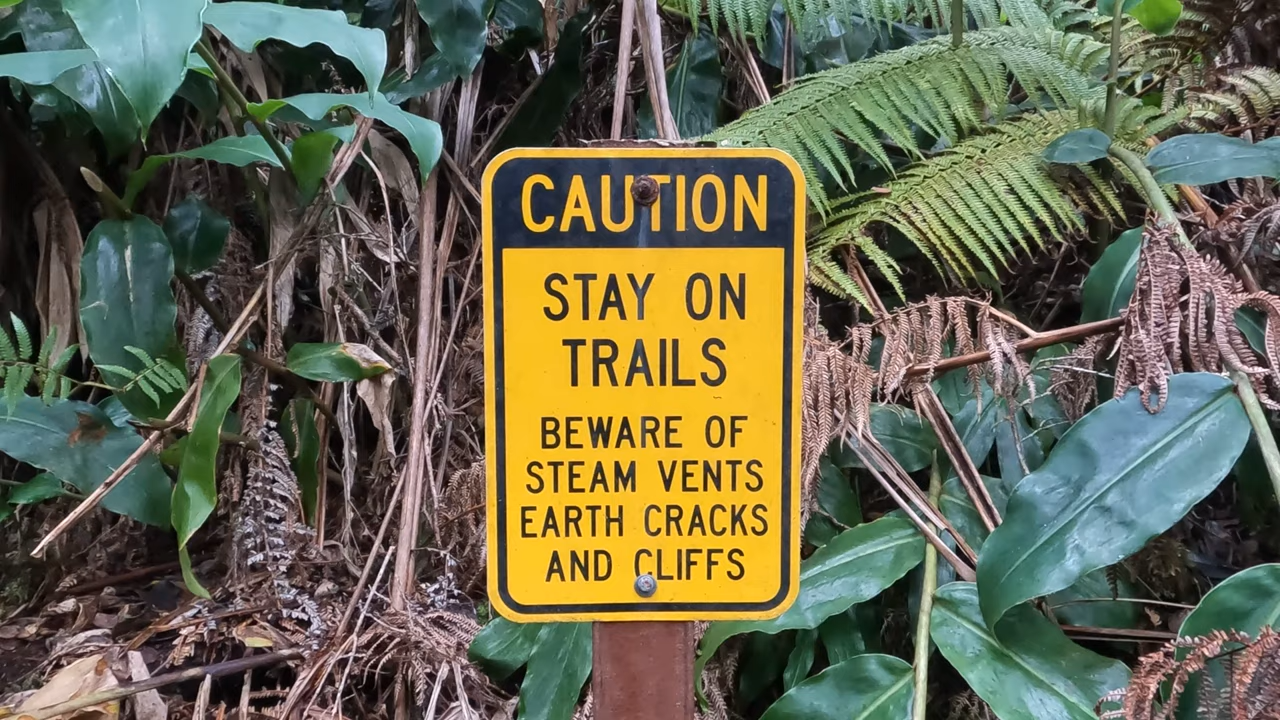 CAUTION
STAY ON
TRAILS
BEWARE OF
STEAM VENTS
EARTH CRACKS
AND CLIFFS